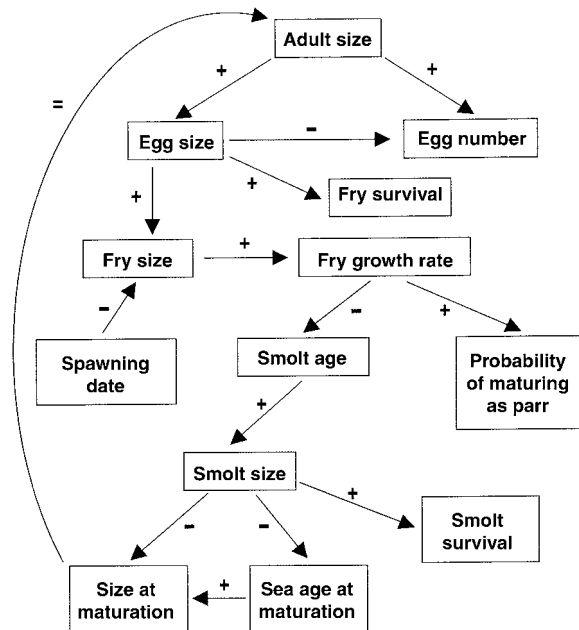 Adult size
=
+
+
Egg size
-
Egg number
+
+
Fry survival
Fry size
+
Fry growth rate
-
-
+
Spawning
date
Smolt age
Probability
of maturing
as parr
+
Smolt size
-
-
+
Smolt
survival
Size at
maturation
+
Sea age at
maturation